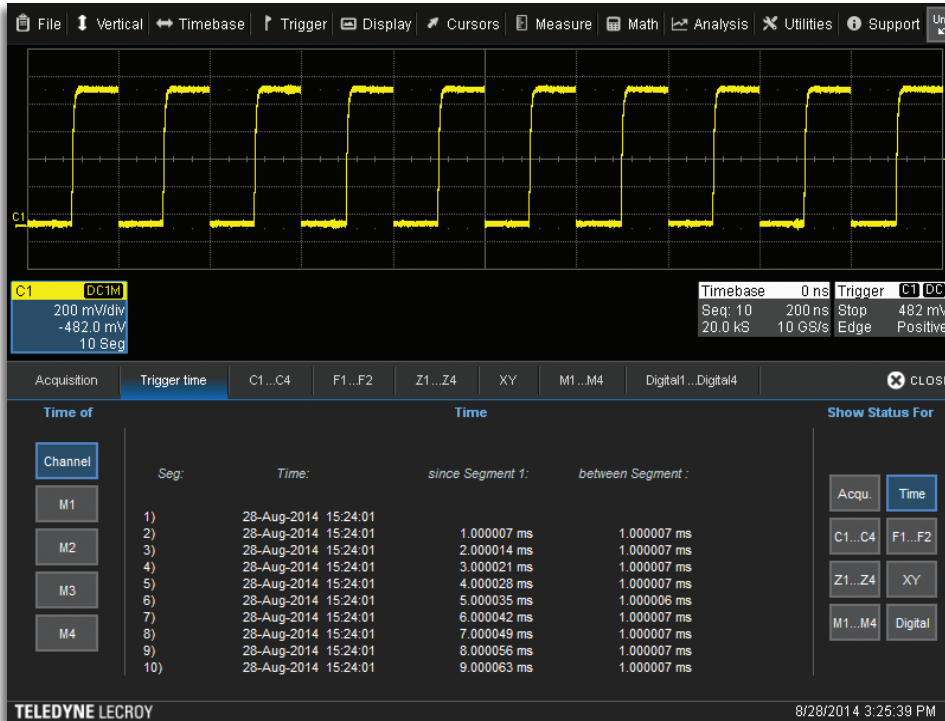 File Vertical Timebase Trigger Display Cursors Measure Math Analysis Utilities Support Un
C1
C1 DC1M
200 mV/div
-482.0 mV
10 Seg
Timebase 0 ns
Seg: 10 200 ns
20.0 kS 10 GS/s
Trigger C1 DC
Stop 482 mV
Edge Positive
Acquisition Trigger time C1...C4 F1...F2 Z1...Z4 XY M1...M4 Digital1...Digital4 CLOS
Time of
Channel
M1
M2
M3
M4
Time
Seg: Time: since Segment 1: between Segment :
1) 28-Aug-2014 15:24:01
2) 28-Aug-2014 15:24:01 1.000007 ms 1.000007 ms
3) 28-Aug-2014 15:24:01 2.000014 ms 1.000007 ms
4) 28-Aug-2014 15:24:01 3.000021 ms 1.000007 ms
5) 28-Aug-2014 15:24:01 4.000028 ms 1.000007 ms
6) 28-Aug-2014 15:24:01 5.000035 ms 1.000006 ms
7) 28-Aug-2014 15:24:01 6.000042 ms 1.000007 ms
8) 28-Aug-2014 15:24:01 7.000049 ms 1.000007 ms
9) 28-Aug-2014 15:24:01 8.000056 ms 1.000007 ms
10) 28-Aug-2014 15:24:01 9.000063 ms 1.000007 ms
Show Status For
Acqu. Time
C1...C4 F1...F2
Z1...Z4 XY
M1...M4 Digital
TELEDYNE LECROY
8/28/2014 3:25:39 PM